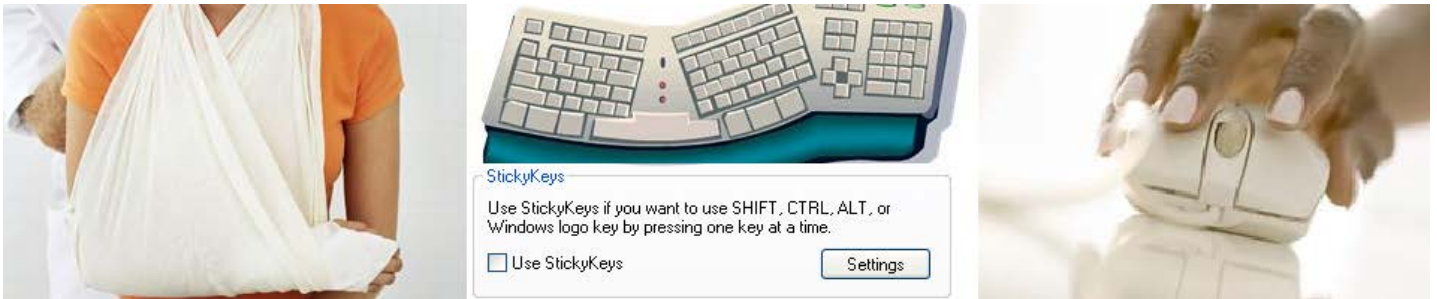 StickyKeys
Use StickyKeys if you want to use SHIFT, CTRL, ALT, or
Windows logo key by pressing one key at a time.
Use StickyKeys
Settings